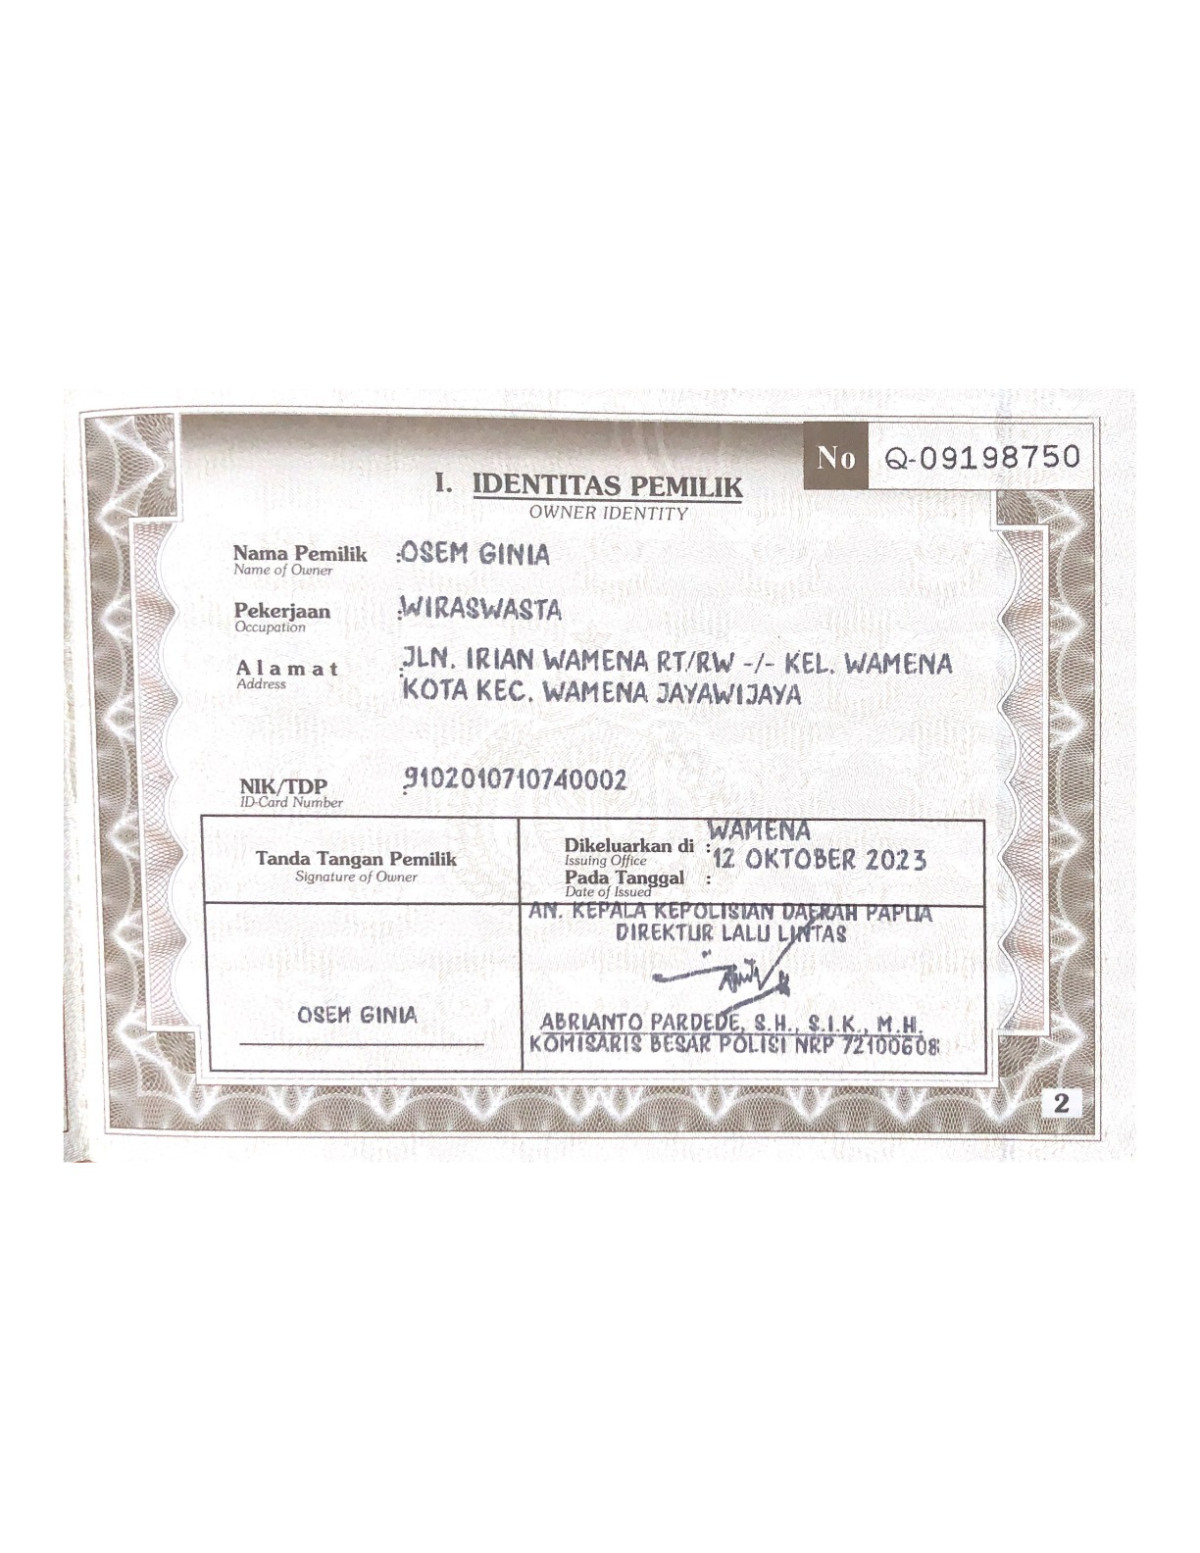 No Q-09198750
I. IDENTITAS PEMILIK
OWNER IDENTITY
Nama Pemilik :OSEM GINIA
Name of Owner
Pekerjaan :WIRASWASTA
Occupation
Alamat :JLN. IRIAN WAMENA RT/RW -/- KEL. WAMENA
Address KOTA KEC. WAMENA JAYAWIJAYA
NIK/TDP :9102010710740002
ID-Card Number
Tanda Tangan Pemilik
Signature of Owner
OSEM GINIA
Dikeluarkan di : WAMENA
Issuing Office 12 OKTOBER 2023
Pada Tanggal :
Date of Issued
AN. KEPALA KEPOLISIAN DAERAH PAPUA
DIREKTUR LALU LINTAS
ABRIANTO PARDEDE, S.H., S.I.K., M.H.
KOMISARIS BESAR POLISI NRP 72100608
2